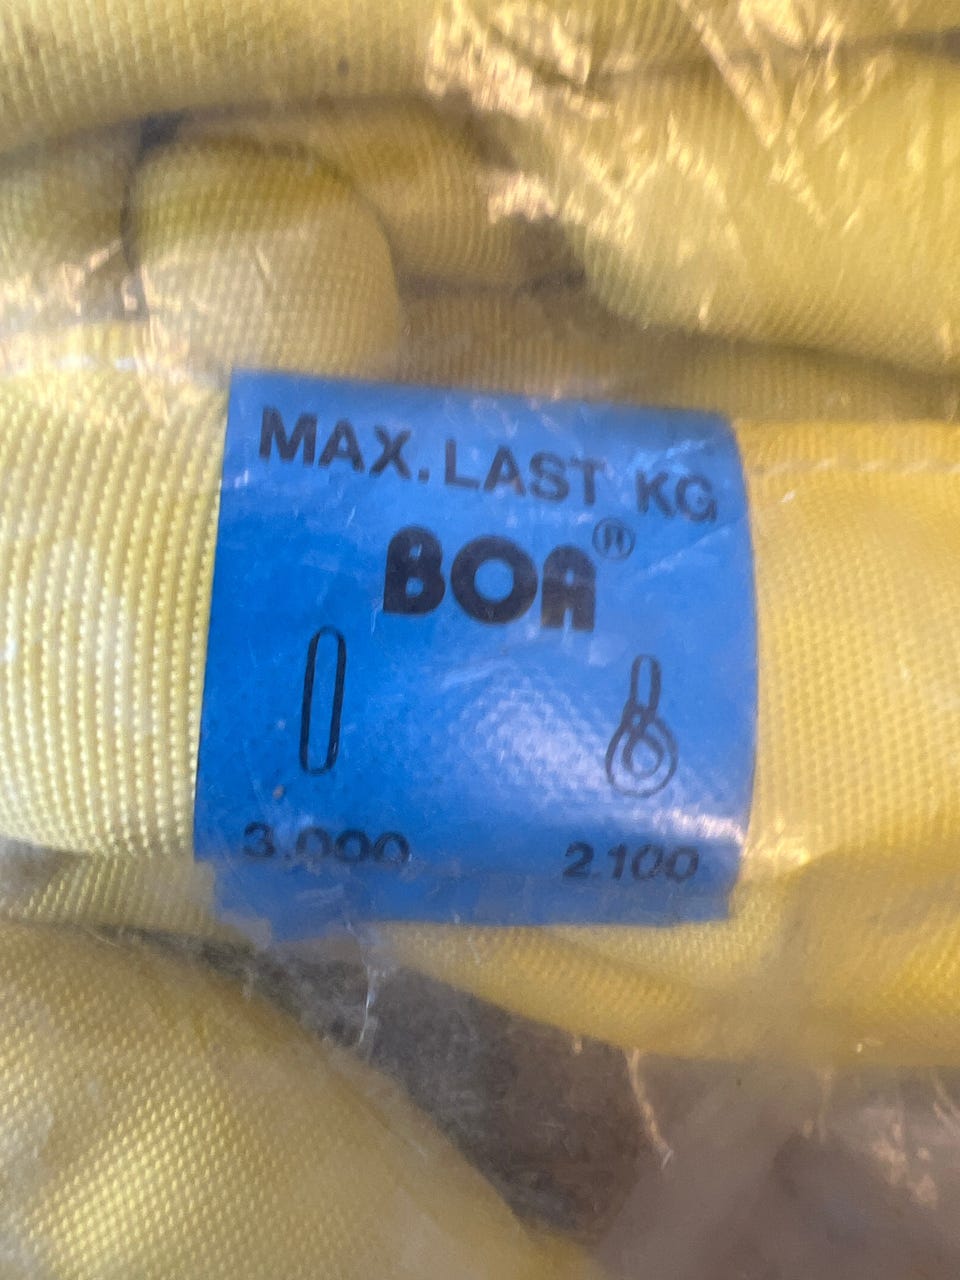 MAX. LAST KG
BOA®
3.000 2.100